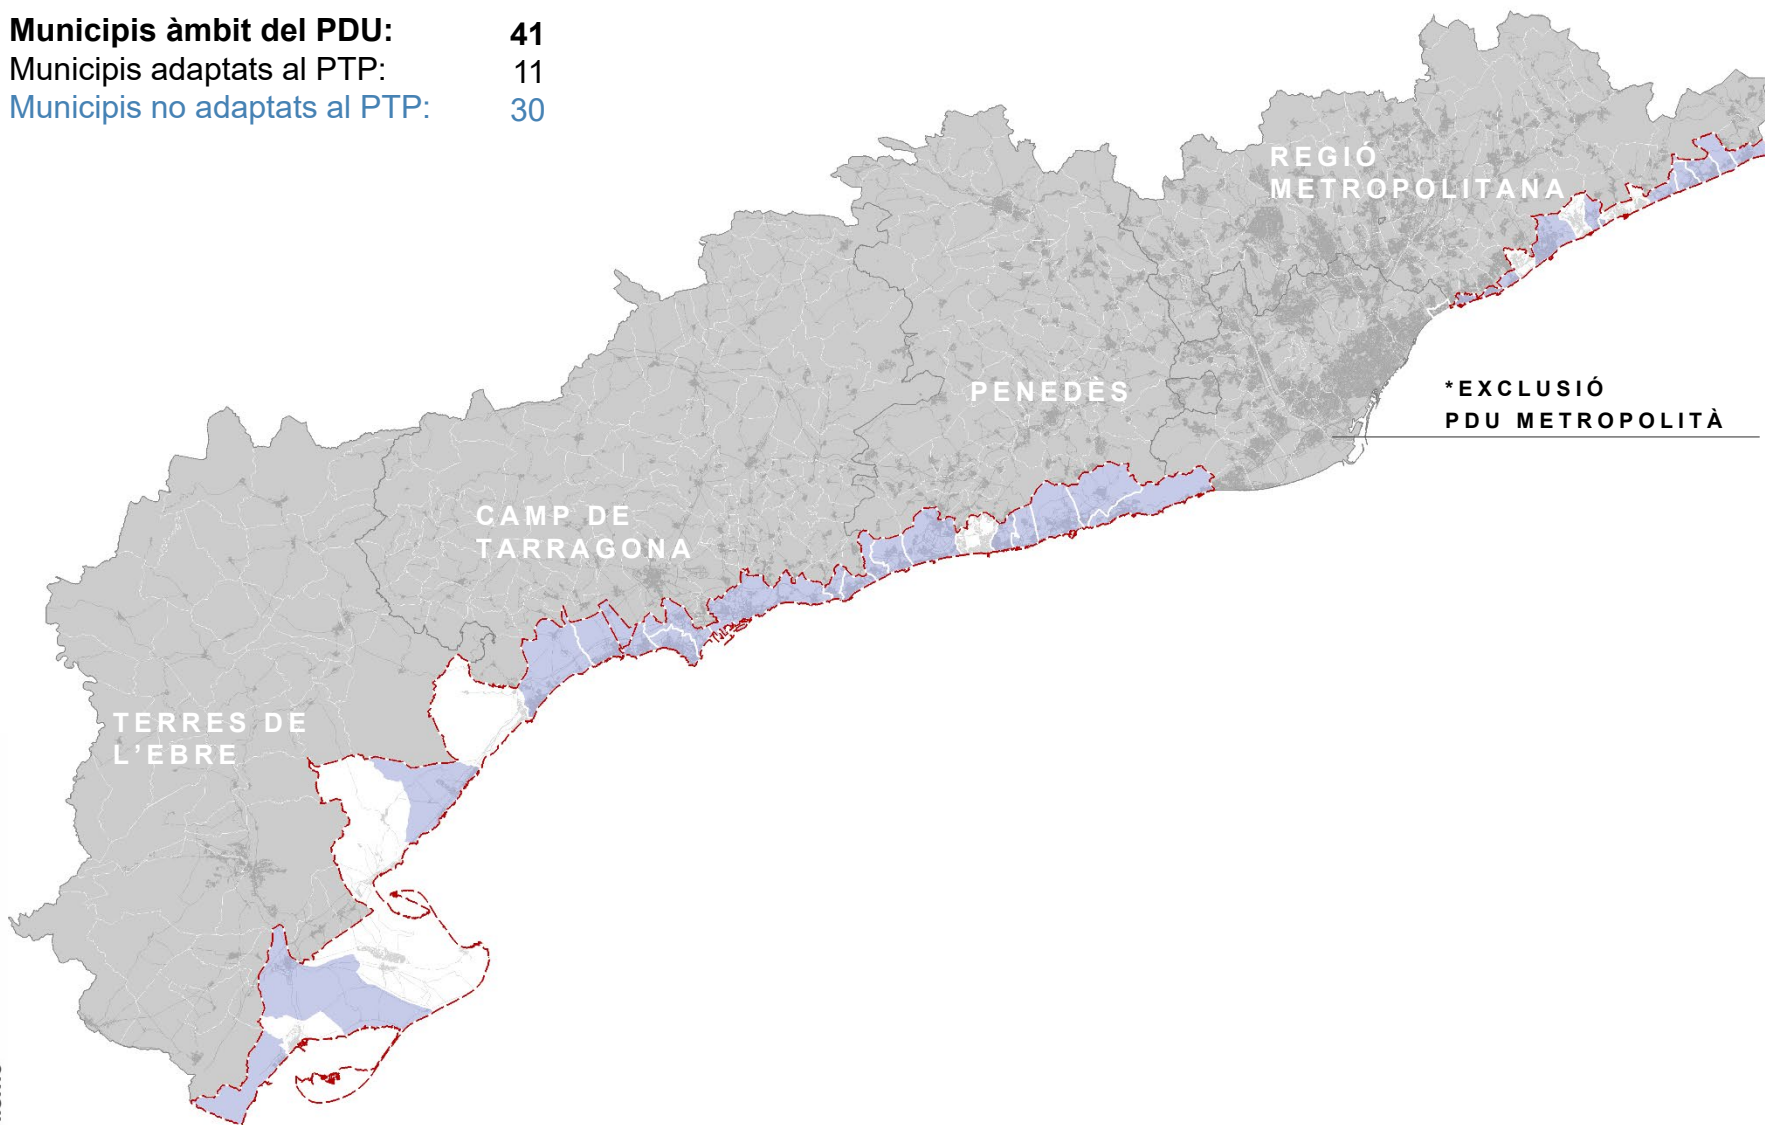 Municipis àmbit del PDU: 41
Municipis adaptats al PTP: 11
Municipis no adaptats al PTP: 30
REGIÓ
METROPOLITANA
PENEDÈS
*EXCLUSIÓ
PDU METROPOLITÀ
CAMP DE
TARRAGONA
TERRES DE
L'EBRE